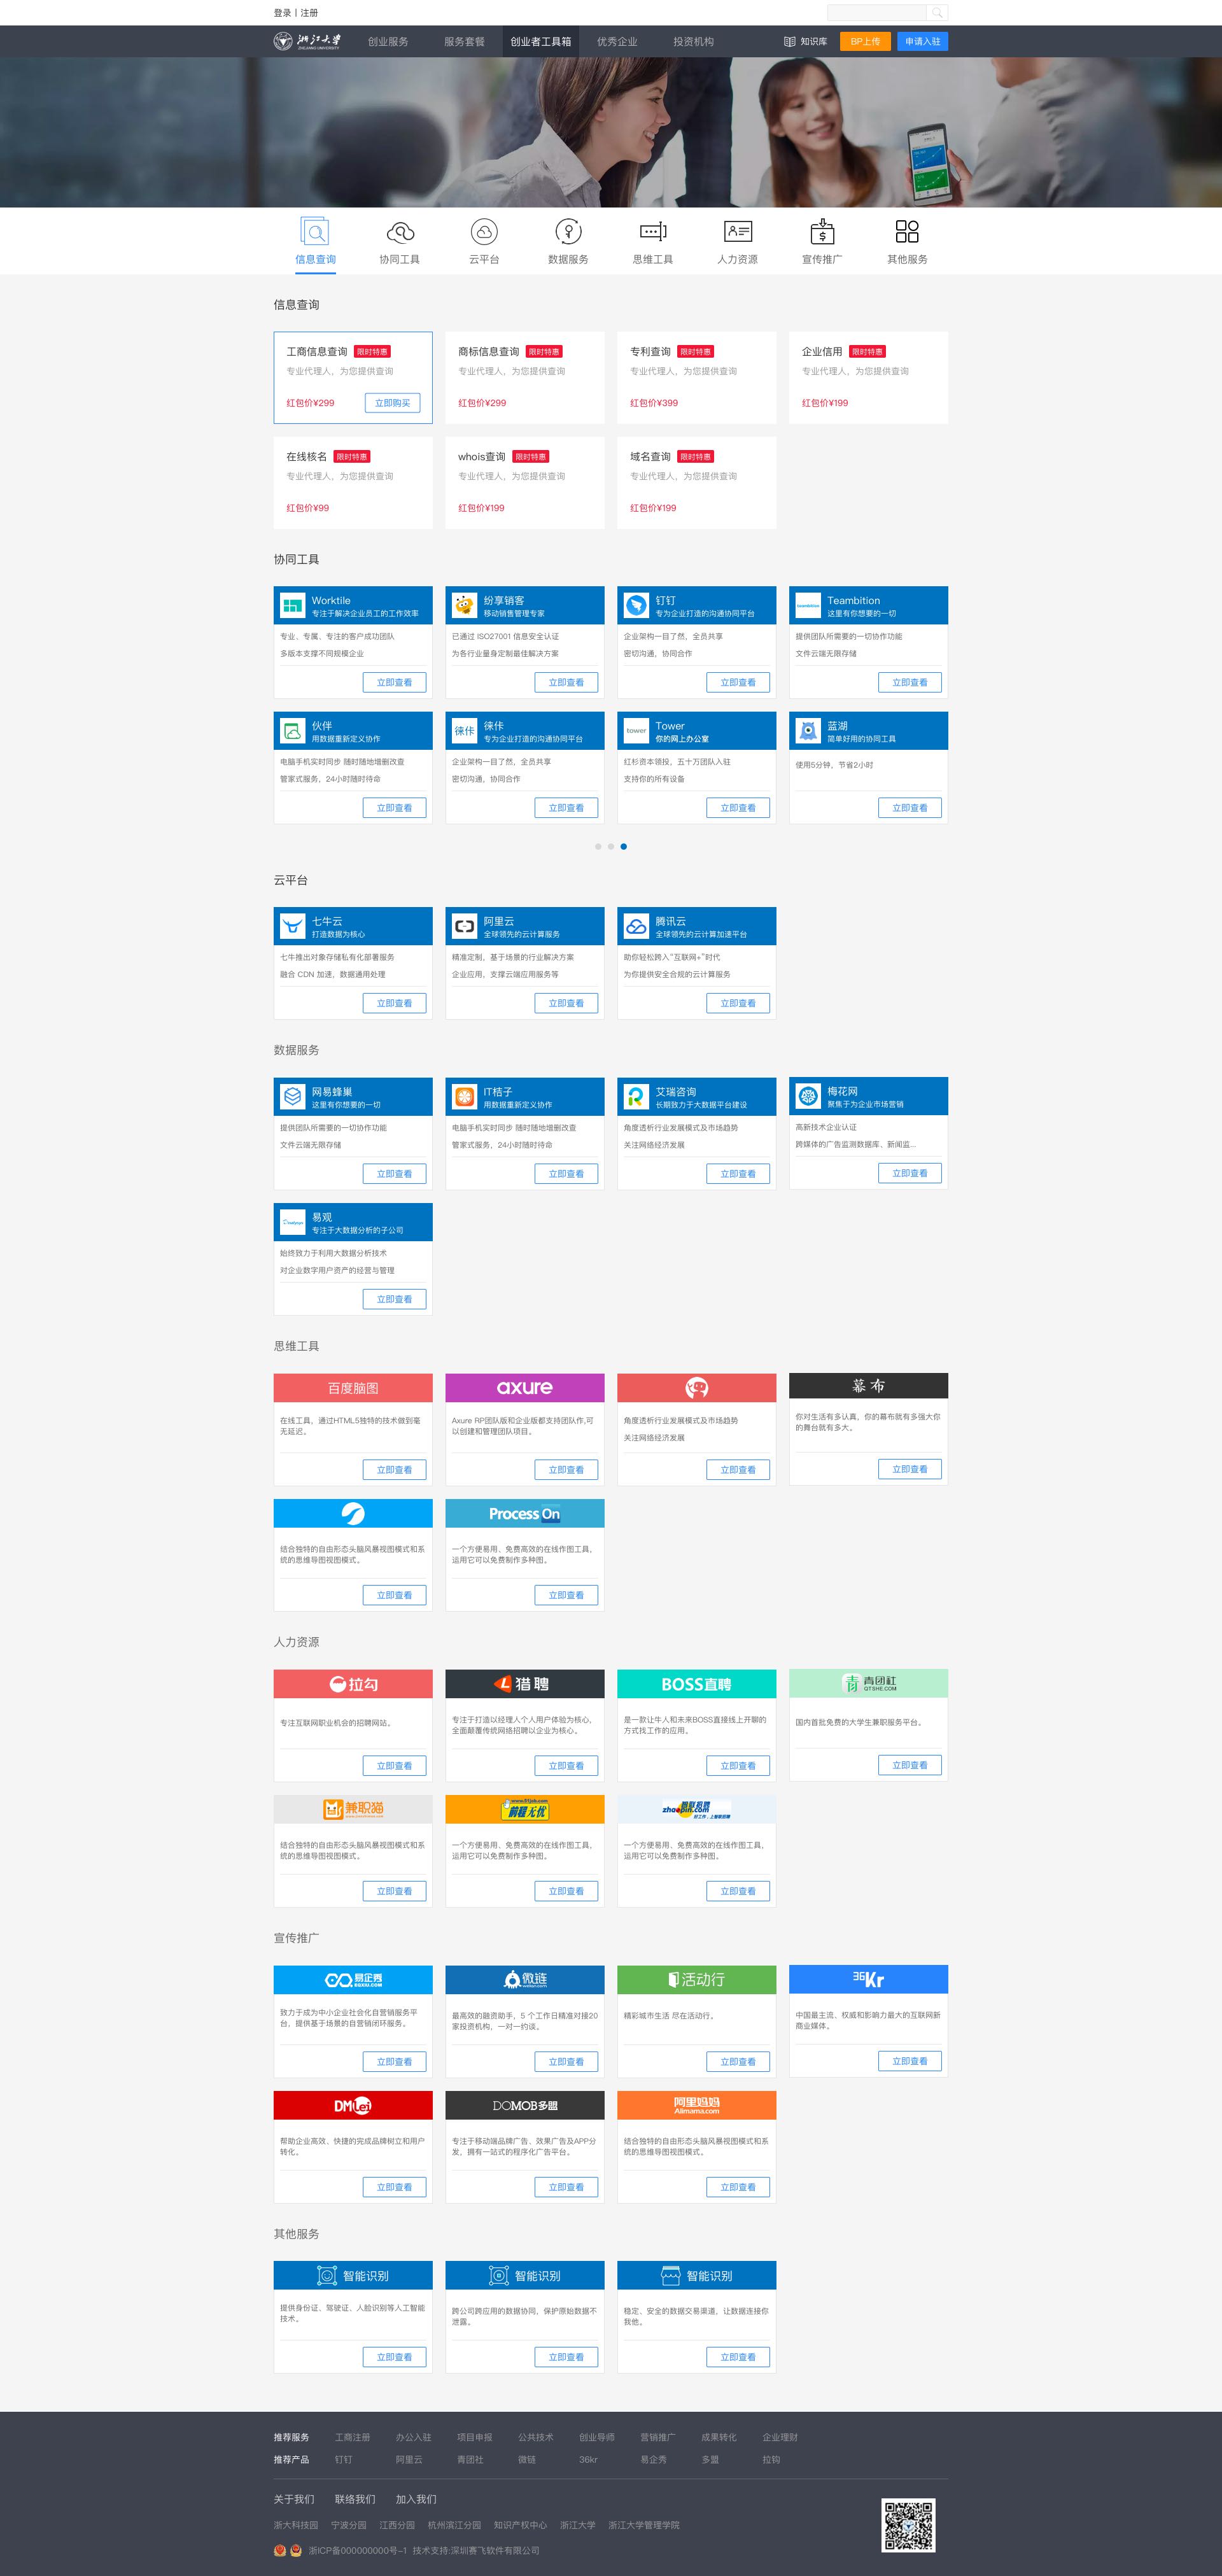 登录 | 注册
浙江大学
ZHEJIANG UNIVERSITY
创业服务 服务套餐 创业者工具箱 优秀企业 投资机构 知识库 BP上传 申请入驻
信息查询 协同工具 云平台 数据服务 思维工具 人力资源 宣传推广 其他服务
信息查询
工商信息查询 限时特惠
专业代理人，为您提供查询
红包价¥299 立即购买
商标信息查询 限时特惠
专业代理人，为您提供查询
红包价¥299
专利查询 限时特惠
专业代理人，为您提供查询
红包价¥399
企业信用 限时特惠
专业代理人，为您提供查询
红包价¥199
在线核名 限时特惠
专业代理人，为您提供查询
红包价¥99
whois查询 限时特惠
专业代理人，为您提供查询
红包价¥199
域名查询 限时特惠
专业代理人，为您提供查询
红包价¥199
协同工具
Worktile
专注于解决企业员工的工作效率
专业、专属、专注的客户成功团队
多版本支撑不同规模企业
立即查看
纷享销客
移动销售管理专家
已通过 ISO27001 信息安全认证
为各行业量身定制最佳解决方案
立即查看
钉钉
专为企业打造的沟通协同平台
企业架构一目了然，全员共享
密切沟通，协同合作
立即查看
teambition
Teambition
这里有你想要的一切
提供团队所需要的一切协作功能
文件云端无限存储
立即查看
伙伴
用数据重新定义协作
电脑手机实时同步 随时随地增删改查
管家式服务，24小时随时待命
立即查看
徕卡
徕卡
专为企业打造的沟通协同平台
企业架构一目了然，全员共享
密切沟通，协同合作
立即查看
tower
Tower
你的网上办公室
红杉资本领投，五十万团队入驻
支持你的所有设备
立即查看
蓝湖
简单好用的协同工具
使用5分钟，节省2小时
立即查看
云平台
七牛云
打造数据为核心
七牛推出对象存储私有化部署服务
融合 CDN 加速，数据通用处理
立即查看
阿里云
全球领先的云计算服务
精准定制，基于场景的行业解决方案
企业应用，支撑云端应用服务等
立即查看
腾讯云
全球领先的云计算加速平台
助你轻松跨入“互联网+”时代
为你提供安全合规的云计算服务
立即查看
数据服务
网易蜂巢
这里有你想要的一切
提供团队所需要的一切协作功能
文件云端无限存储
立即查看
IT桔子
用数据重新定义协作
电脑手机实时同步 随时随地增删改查
管家式服务，24小时随时待命
立即查看
艾瑞咨询
长期致力于大数据平台建设
角度透析行业发展模式及市场趋势
关注网络经济发展
立即查看
梅花网
聚焦于为企业市场营销
高新技术企业认证
跨媒体的广告监测数据库、新闻监...
立即查看
易观
专注于大数据分析的子公司
始终致力于利用大数据分析技术
对企业数字用户资产的经营与管理
立即查看
思维工具
百度脑图
在线工具，通过HTML5独特的技术做到毫
无延迟。
立即查看
axure
Axure RP团队版和企业版都支持团队作,可
以创建和管理团队项目。
立即查看
角度透析行业发展模式及市场趋势
关注网络经济发展
立即查看
幕布
你对生活有多认真，你的幕布就有多强大你
的舞台就有多大。
立即查看
结合独特的自由形态头脑风暴视图模式和系
统的思维导图视图模式。
立即查看
Process On
一个方便易用、免费高效的在线作图工具，
运用它可以免费制作多种图。
立即查看
人力资源
拉勾
专注互联网职业机会的招聘网站。
立即查看
猎聘
专注于打造以经理人个人用户体验为核心，
全面颠覆传统网络招聘以企业为核心。
立即查看
BOSS直聘
是一款让牛人和未来BOSS直接线上开聊的
方式找工作的应用。
立即查看
青团社
QTSHE.COM
国内首批免费的大学生兼职服务平台。
立即查看
兼职猫
结合独特的自由形态头脑风暴视图模式和系
统的思维导图视图模式。
立即查看
www.51job.com
前程无忧
一个方便易用、免费高效的在线作图工具，
运用它可以免费制作多种图。
立即查看
智联招聘
zhaopin.com
好工作，上智联招聘
一个方便易用、免费高效的在线作图工具，
运用它可以免费制作多种图。
立即查看
宣传推广
易企秀
EQXIU.COM
致力于成为中小企业社会化自营销服务平
台，提供基于场景的自营销闭环服务。
立即查看
微链
最高效的融资助手，5 个工作日精准对接20
家投资机构，一对一约谈。
立即查看
活动行
精彩城市生活 尽在活动行。
立即查看
36Kr
中国最主流、权威和影响力最大的互联网新
商业媒体。
立即查看
DMLei
帮助企业高效、快捷的完成品牌树立和用户
转化。
立即查看
DOMOB多盟
专注于移动端品牌广告、效果广告及APP分
发，拥有一站式的程序化广告平台。
立即查看
阿里妈妈
Alimama.com
结合独特的自由形态头脑风暴视图模式和系
统的思维导图视图模式。
立即查看
其他服务
智能识别
提供身份证、驾驶证、人脸识别等人工智能
技术。
立即查看
智能识别
跨公司跨应用的数据协同，保护原始数据不
泄露。
立即查看
智能识别
稳定、安全的数据交易渠道，让数据连接你
我他。
立即查看
推荐服务 工商注册 办公入驻 项目申报 公共技术 创业导师 营销推广 成果转化 企业理财
推荐产品 钉钉 阿里云 青团社 微链 36kr 易企秀 多盟 拉钩
关于我们 联络我们 加入我们
浙大科技园 宁波分园 江西分园 杭州滨江分园 知识产权中心 浙江大学 浙江大学管理学院
浙ICP备000000000号-1 技术支持:深圳赛飞软件有限公司